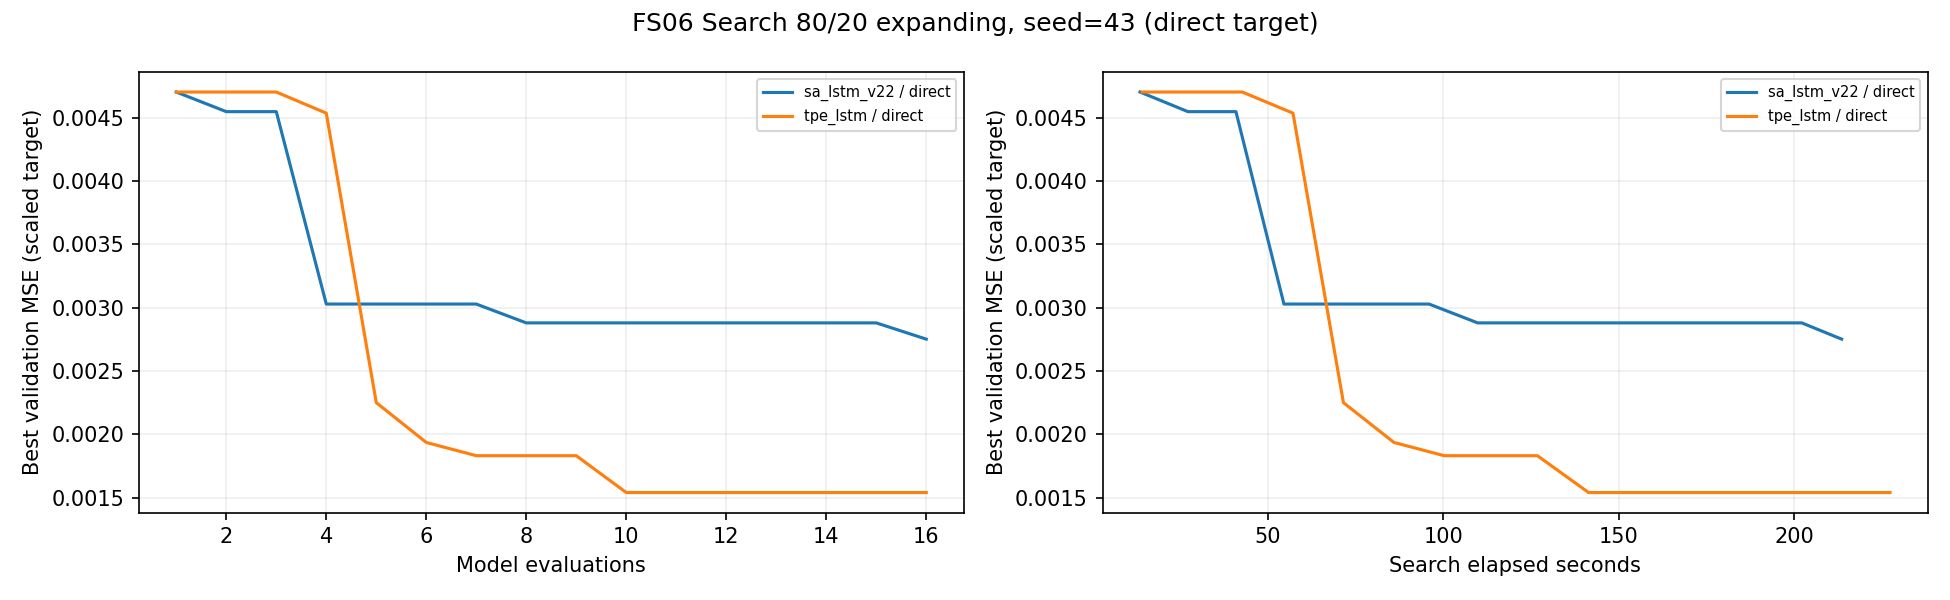 FS06 Search 80/20 expanding, seed=43 (direct target)
Best validation MSE (scaled target)
0.0045
0.0040
0.0035
0.0030
0.0025
0.0020
0.0015
sa_lstm_v22 / direct
tpe_lstm / direct
2 4 6 8 10 12 14 16
Model evaluations
Best validation MSE (scaled target)
0.0045
0.0040
0.0035
0.0030
0.0025
0.0020
0.0015
sa_lstm_v22 / direct
tpe_lstm / direct
50 100 150 200
Search elapsed seconds